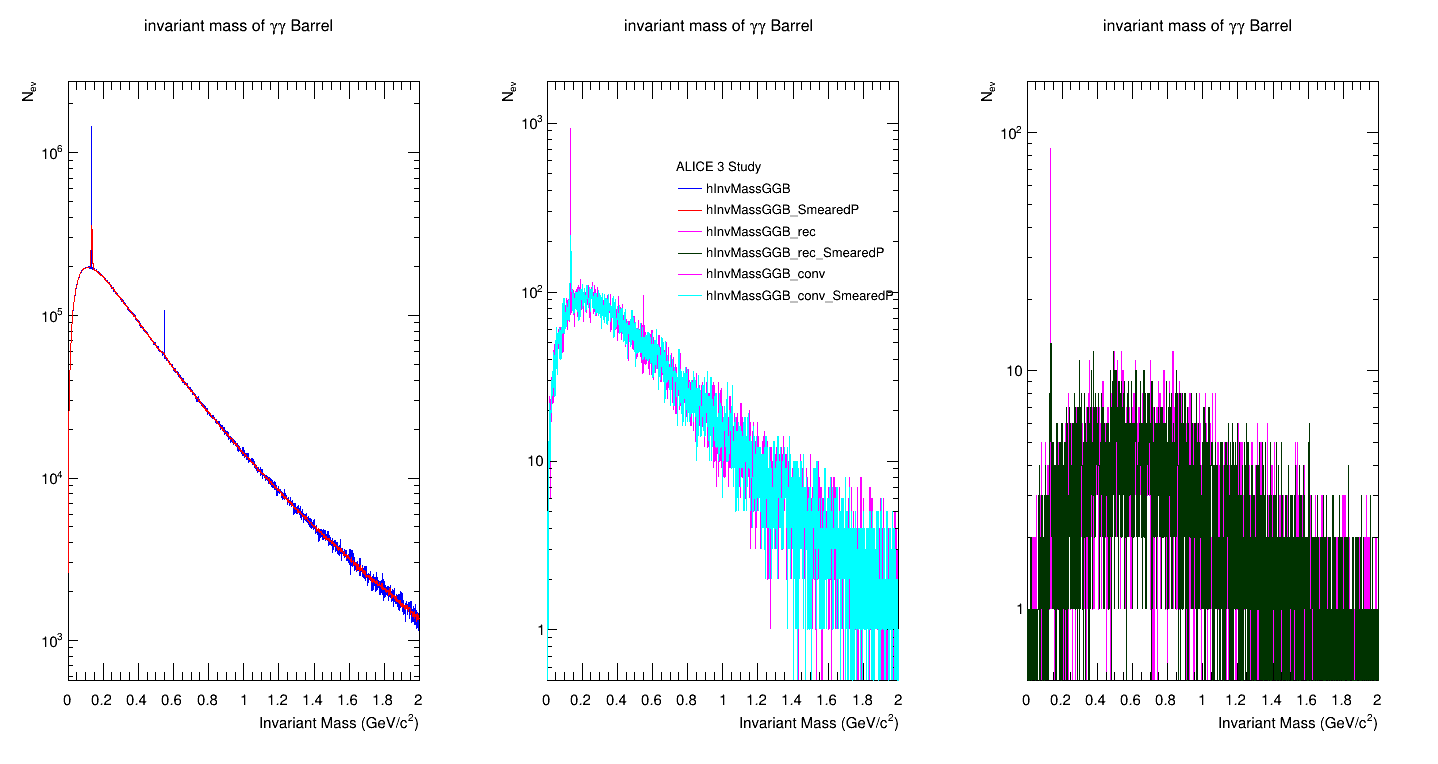 invariant mass of γγ Barrel
N_ev
10^6
10^5
10^4
10^3
0 0.2 0.4 0.6 0.8 1 1.2 1.4 1.6 1.8 2
Invariant Mass (GeV/c^2)
invariant mass of γγ Barrel
N_ev
10^3
10^2
10
1
ALICE 3 Study
hInvMassGGB
hInvMassGGB_SmearedP
hInvMassGGB_rec
hInvMassGGB_rec_SmearedP
hInvMassGGB_conv
hInvMassGGB_conv_SmearedP
0 0.2 0.4 0.6 0.8 1 1.2 1.4 1.6 1.8 2
Invariant Mass (GeV/c^2)
invariant mass of γγ Barrel
N_ev
10^2
10
1
0 0.2 0.4 0.6 0.8 1 1.2 1.4 1.6 1.8 2
Invariant Mass (GeV/c^2)